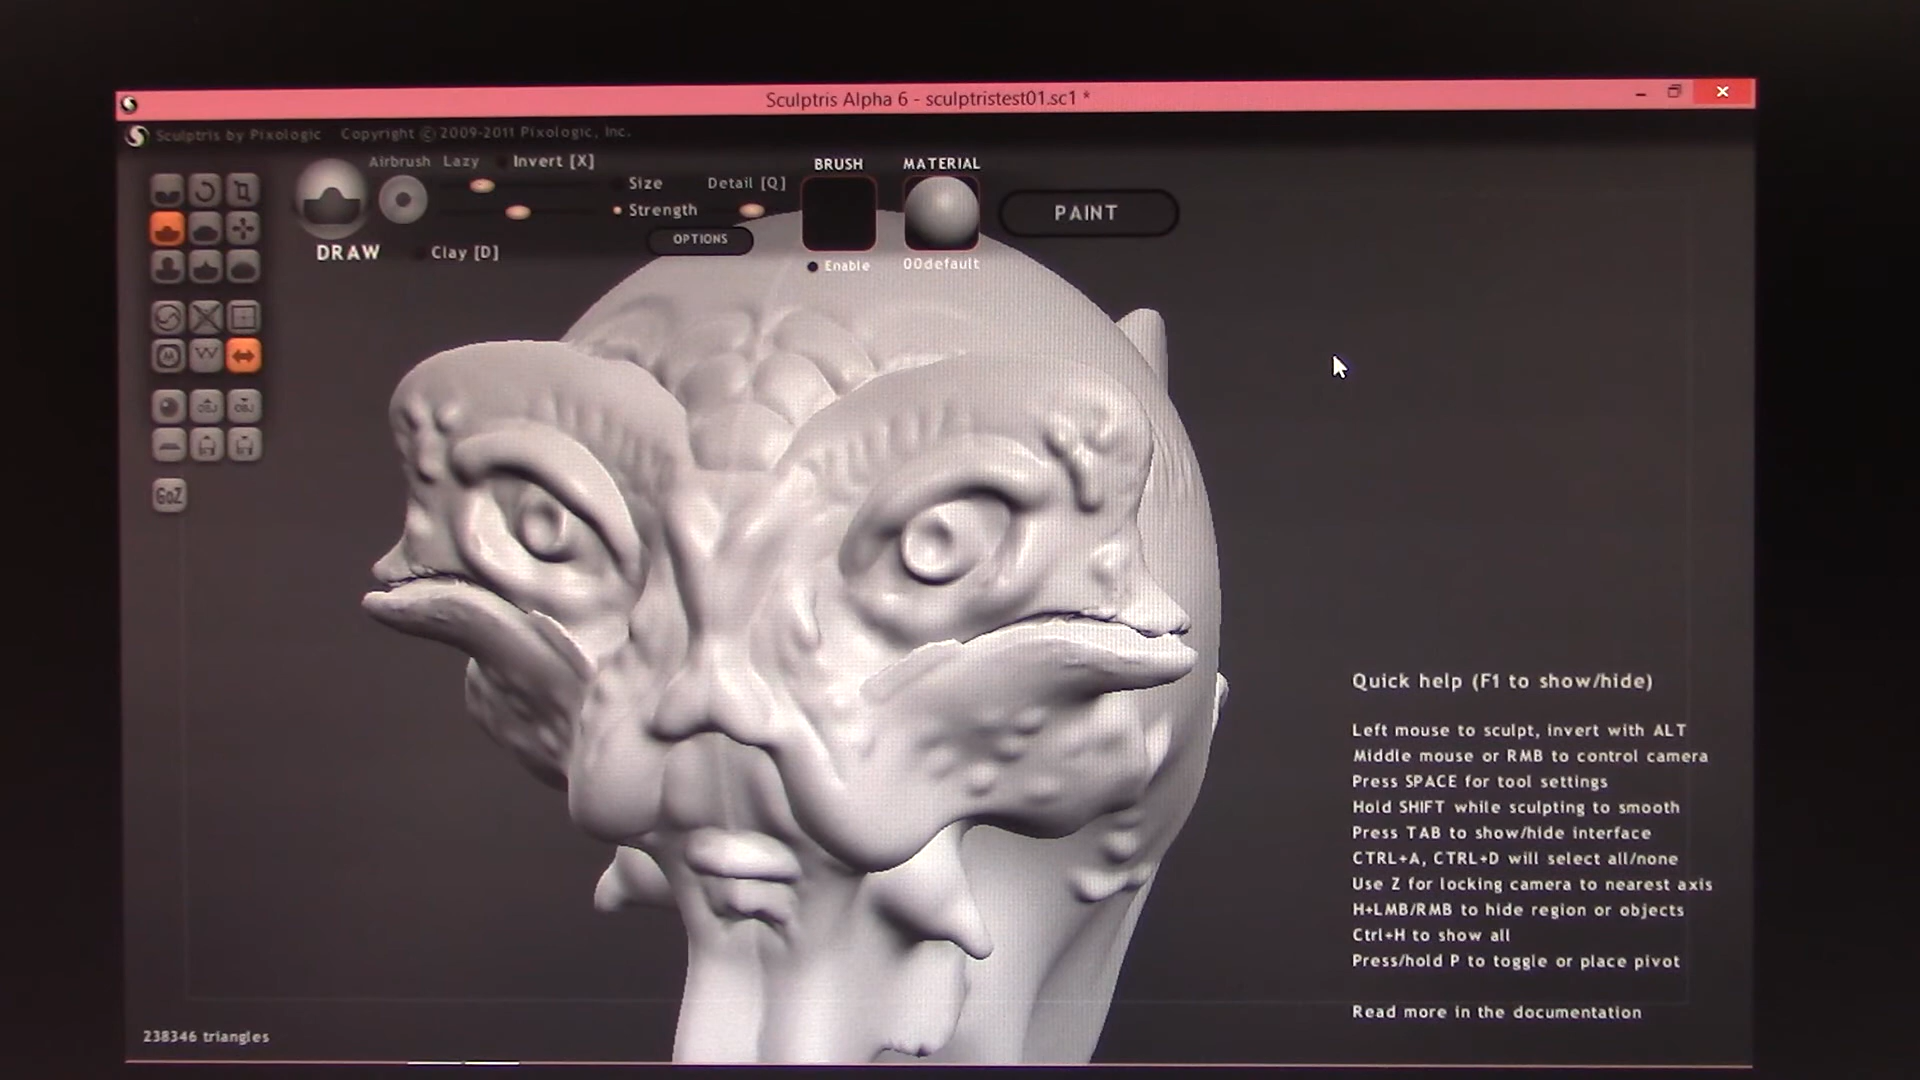 Sculptris Alpha 6 - sculptristest01.sc1 *
Sculptris by Pixologic Copyright © 2009-2011 Pixologic, Inc.
Airbrush Lazy Invert [X]
BRUSH MATERIAL
Size Detail [Q]
Strength
PAINT
OPTIONS
DRAW Clay [D]
Enable 00default
OBJ OBJ
GoZ
Quick help (F1 to show/hide)
Left mouse to sculpt, invert with ALT
Middle mouse or RMB to control camera
Press SPACE for tool settings
Hold SHIFT while sculpting to smooth
Press TAB to show/hide interface
CTRL+A, CTRL+D will select all/none
Use Z for locking camera to nearest axis
H+LMB/RMB to hide region or objects
Ctrl+H to show all
Press/hold P to toggle or place pivot
Read more in the documentation
238346 triangles